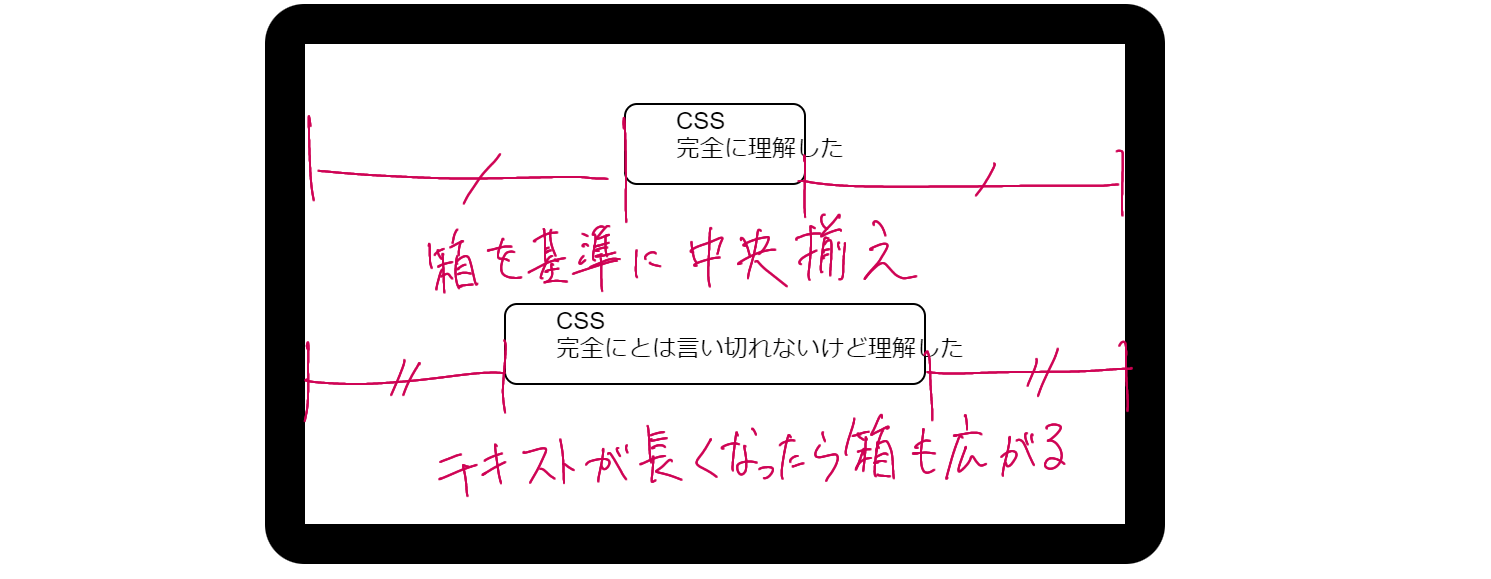 CSS
完全に理解した
箱を基準に中央揃え
CSS
完全にとは言い切れないけど理解した
テキストが長くなったら箱も広がる